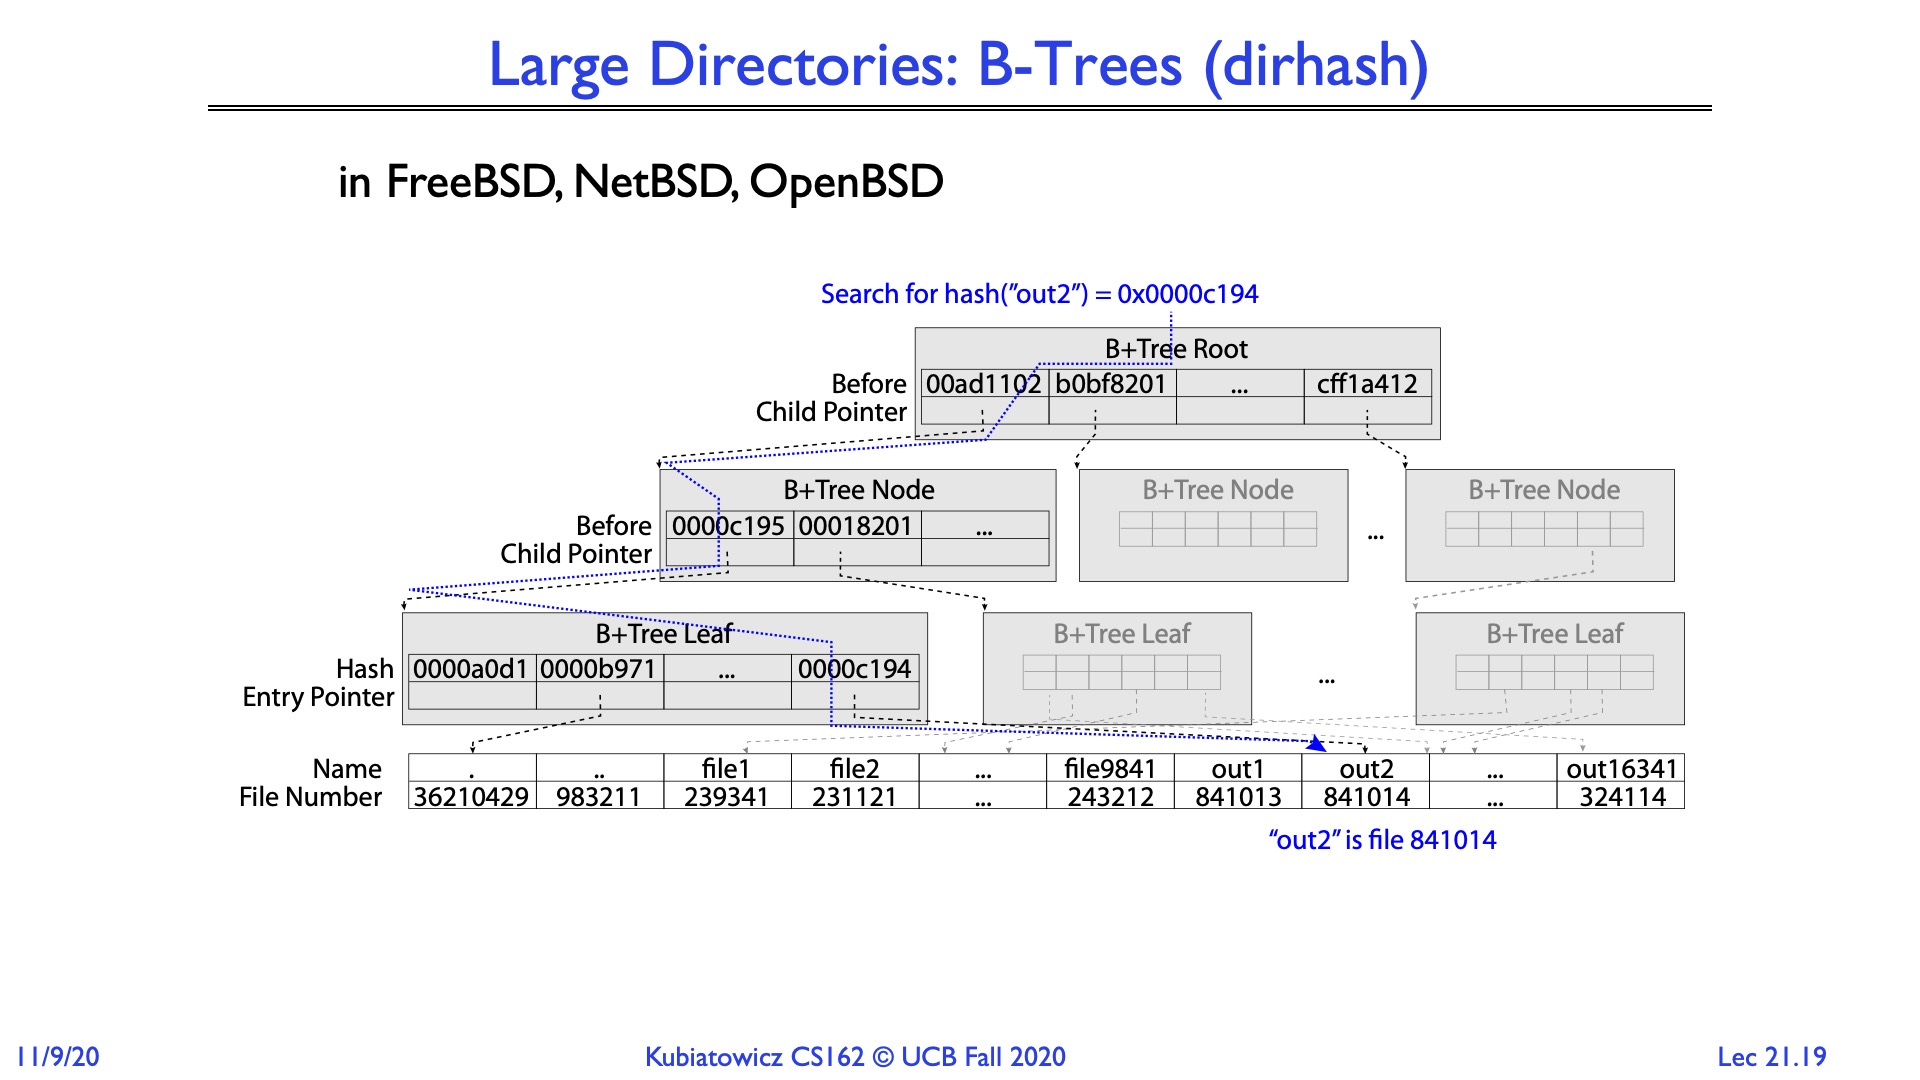 Large Directories: B-Trees (dirhash)
in FreeBSD, NetBSD, OpenBSD
Search for hash(”out2”) = 0x0000c194
B+Tree Root
Before 00ad1102 b0bf8201 ... cff1a412
Child Pointer
B+Tree Node B+Tree Node B+Tree Node
Before 0000c195 00018201 ...
Child Pointer
...
B+Tree Leaf B+Tree Leaf B+Tree Leaf
Hash 0000a0d1 0000b971 ... 0000c194
Entry Pointer
...
Name . .. file1 file2 ... file9841 out1 out2 ... out16341
File Number 36210429 983211 239341 231121 ... 243212 841013 841014 ... 324114
“out2” is file 841014
11/9/20 Kubiatowicz CS162 © UCB Fall 2020 Lec 21.19